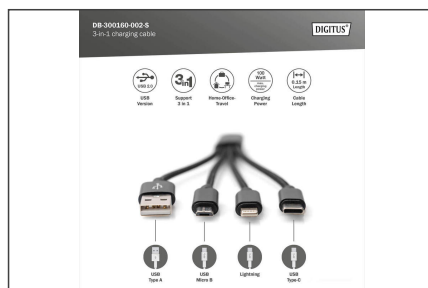 DB-300160-002-S
3-in-1 charging cable
DIGITUS®
USB 2.0
3in1
100
Watt
0.15 m
Length
USB
Version
Support
3 in 1
Home-Office-
Travel
Charging
Power
Cable
Length
USB
Type A
USB
Micro B
Lightning
USB
Type-C